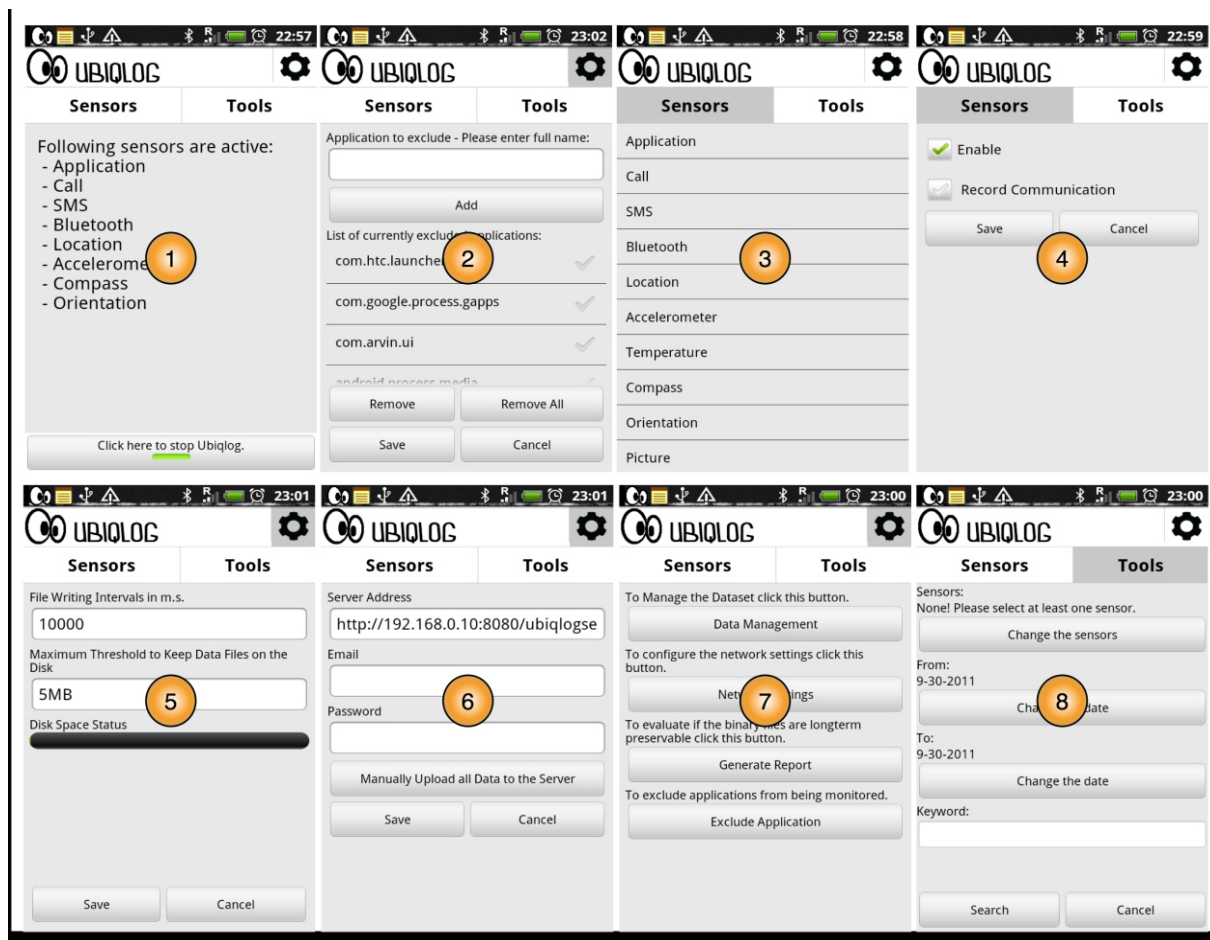 22:57
UBIQLOG
Sensors Tools
Following sensors are active:
- Application
- Call
- SMS
- Bluetooth
- Location
- Accelerome
- Compass
- Orientation
Click here to stop Ubiqlog.
1
23:02
UBIQLOG
Sensors Tools
Application to exclude - Please enter full name:
Add
List of currently exclude applications:
com.htc.launche
com.google.process.gapps
com.arvin.ui
android.process.media
Remove Remove All
Save Cancel
2
22:58
UBIQLOG
Sensors Tools
Application
Call
SMS
Bluetooth
Location
Accelerometer
Temperature
Compass
Orientation
Picture
3
22:59
UBIQLOG
Sensors Tools
Enable
Record Communication
Save Cancel
4
23:01
UBIQLOG
Sensors Tools
File Writing Intervals in m.s.
10000
Maximum Threshold to Keep Data Files on the
Disk
5MB
Disk Space Status
Save Cancel
5
23:01
UBIQLOG
Sensors Tools
Server Address
http://192.168.0.10:8080/ubiqlogse
Email
Password
Manually Upload all Data to the Server
Save Cancel
6
23:00
UBIQLOG
Sensors Tools
To Manage the Dataset click this button.
Data Management
To configure the network settings click this
button.
Net ings
To evaluate if the binary files are longterm
preservable click this button.
Generate Report
To exclude applications from being monitored.
Exclude Application
7
23:00
UBIQLOG
Sensors Tools
Sensors:
None! Please select at least one sensor.
Change the sensors
From:
9-30-2011
Cha date
To:
9-30-2011
Change the date
Keyword:
Search Cancel
8